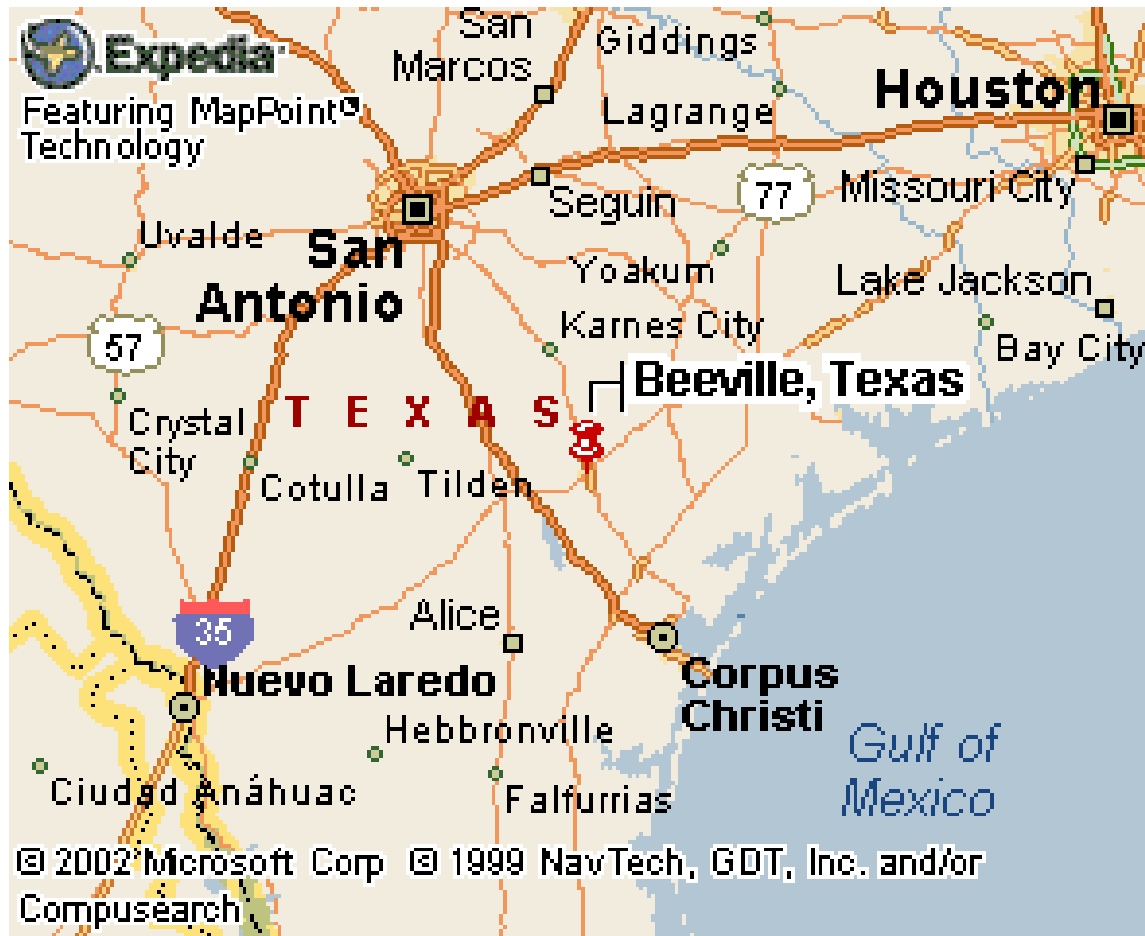 Expedia
Featuring MapPoint®
Technology
San
Marcos
Giddings
Lagrange
Houston
77
Missouri City
Seguin
Uvalde
San
Antonio
Yoakum
Lake Jackson
Karnes City
Bay City
57
Beeville, Texas
TEXAS
Crystal
City
Cotulla
Tilden
35
Alice
Nuevo Laredo
Corpus
Christi
Hebbronville
Gulf of
Mexico
Ciudad Anáhuac
Falfurrias
© 2002 Microsoft Corp © 1999 NavTech, GDT, Inc. and/or
Compusearch